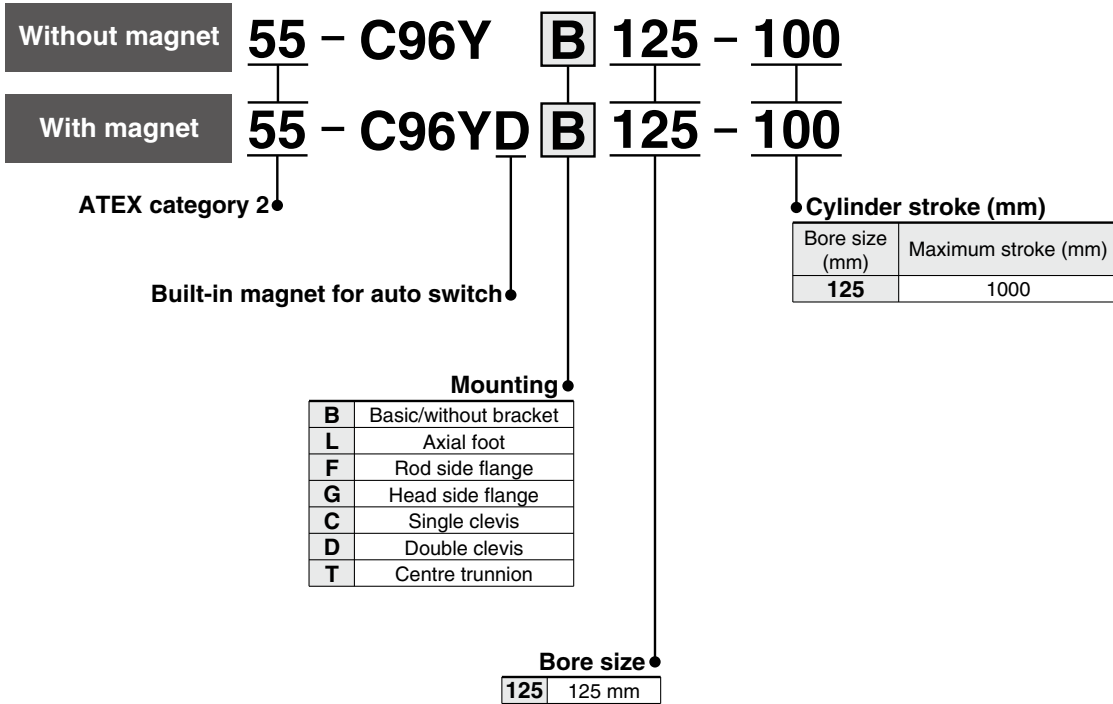 Without magnet 55 – C96Y B 125 – 100
With magnet 55 – C96YD B 125 – 100
ATEX category 2
Cylinder stroke (mm)
Bore size (mm) Maximum stroke (mm)
125 1000
Built-in magnet for auto switch
Mounting
B Basic/without bracket
L Axial foot
F Rod side flange
G Head side flange
C Single clevis
D Double clevis
T Centre trunnion
Bore size
125 125 mm